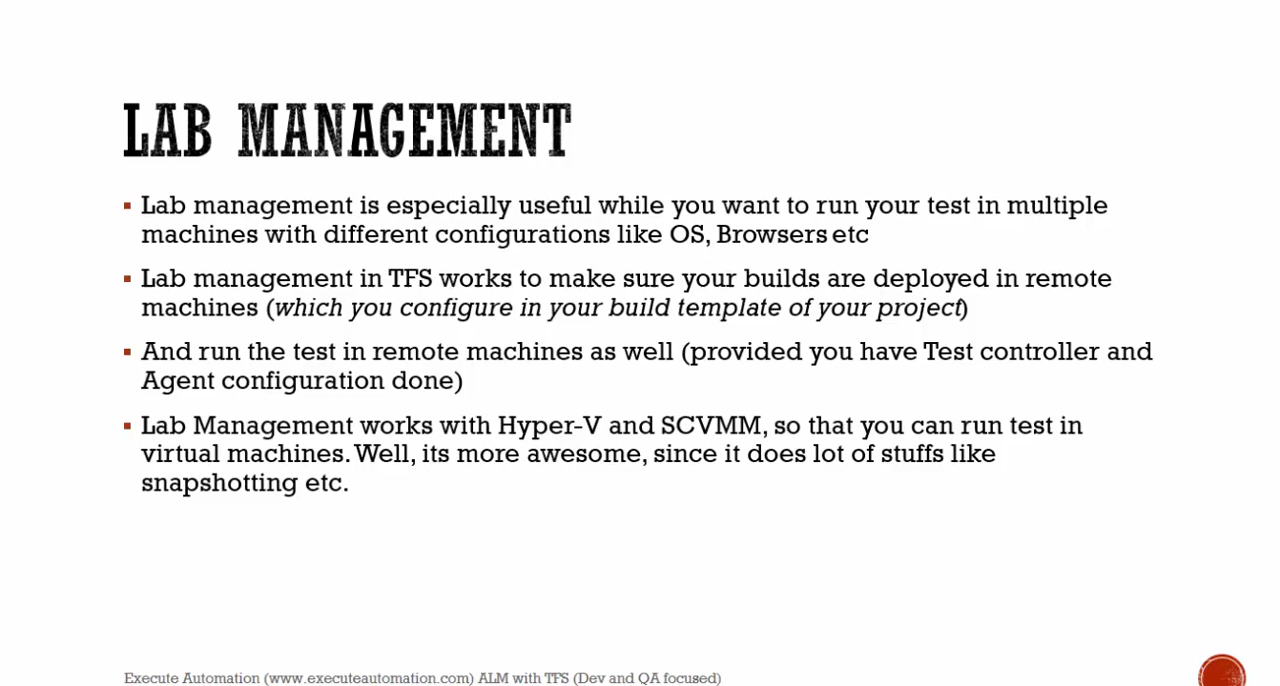 LAB MANAGEMENT
▪ Lab management is especially useful while you want to run your test in multiple
machines with different configurations like OS, Browsers etc
▪ Lab management in TFS works to make sure your builds are deployed in remote
machines (which you configure in your build template of your project)
▪ And run the test in remote machines as well (provided you have Test controller and
Agent configuration done)
▪ Lab Management works with Hyper-V and SCVMM, so that you can run test in
virtual machines. Well, its more awesome, since it does lot of stuffs like
snapshotting etc.
Execute Automation (www.executeautomation.com) ALM with TFS (Dev and QA focused)